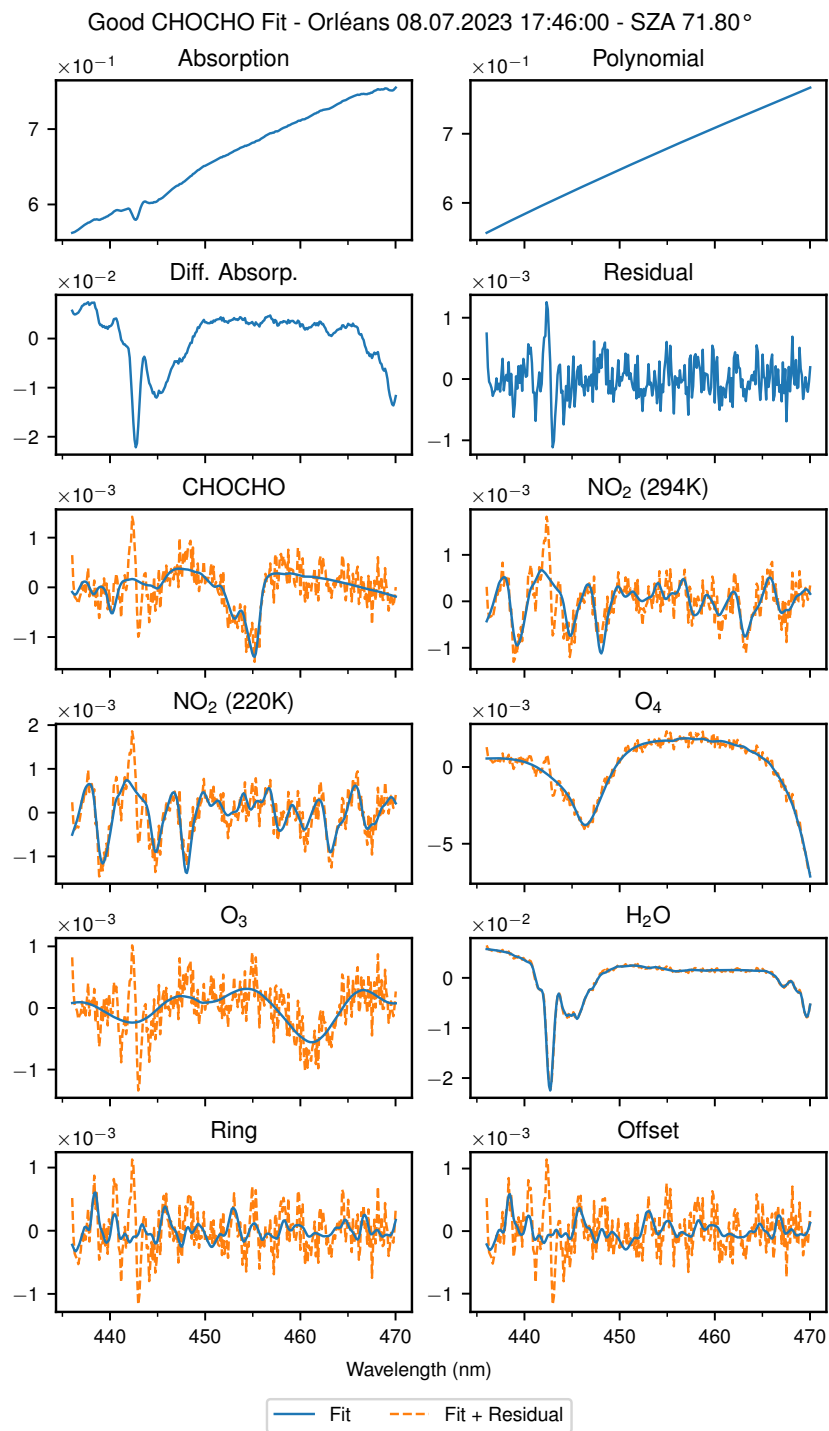 Good CHOCHO Fit - Orléans 08.07.2023 17:46:00 - SZA 71.80°
Absorption
Polynomial
×10⁻¹
×10⁻¹
7
6
7
6
Diff. Absorp.
Residual
×10⁻²
×10⁻³
0
−1
−2
1
0
−1
CHOCHO
NO₂ (294K)
×10⁻³
×10⁻³
1
0
−1
1
0
−1
NO₂ (220K)
O₄
×10⁻³
×10⁻³
2
1
0
−1
0
−5
O₃
H₂O
×10⁻³
×10⁻²
1
0
−1
0
−1
−2
Ring
Offset
×10⁻³
×10⁻³
1
0
−1
1
0
−1
440 450 460 470
440 450 460 470
Wavelength (nm)
Fit Fit + Residual